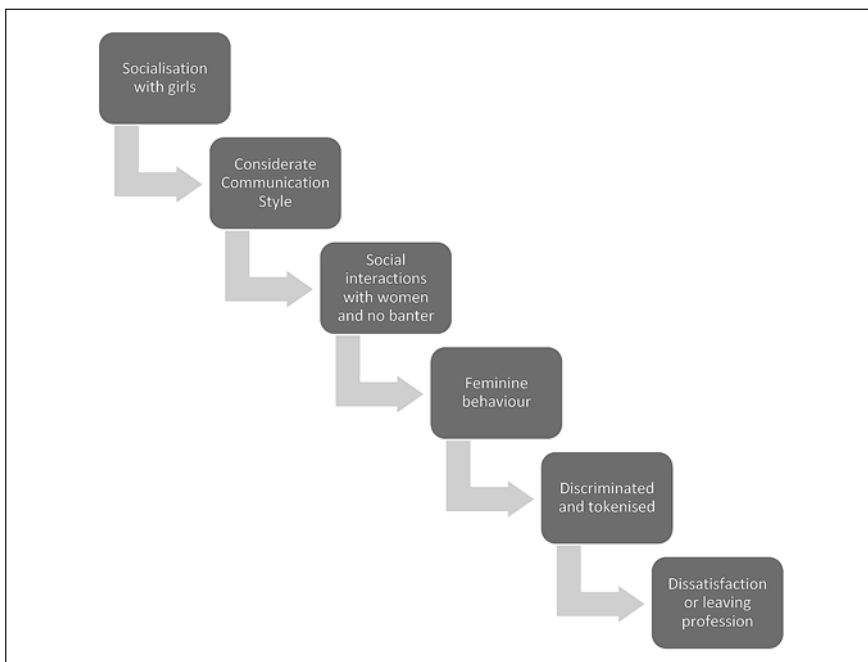 Socialisation
with girls
Considerate
Communication
Style
Social
interactions
with women
and no banter
Feminine
behaviour
Discriminated
and tokenised
Dissatisfaction
or leaving
profession